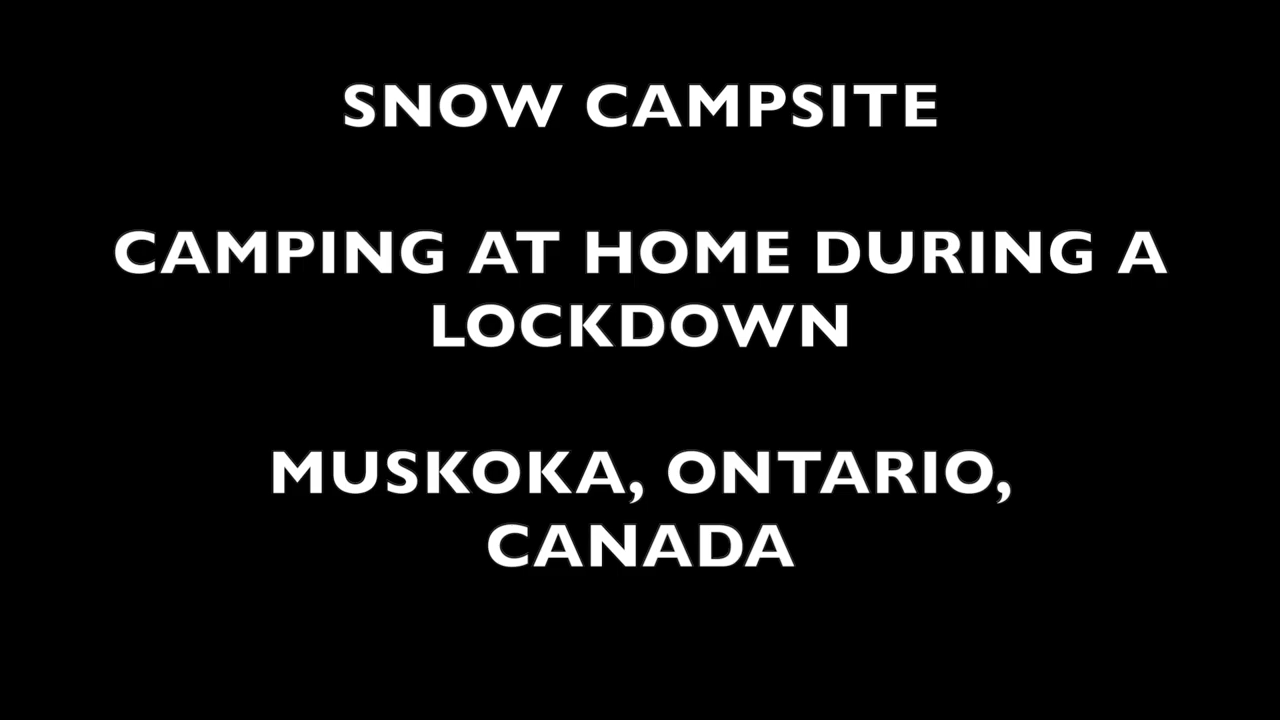 SNOW CAMPSITE
CAMPING AT HOME DURING A
LOCKDOWN
MUSKOKA, ONTARIO,
CANADA